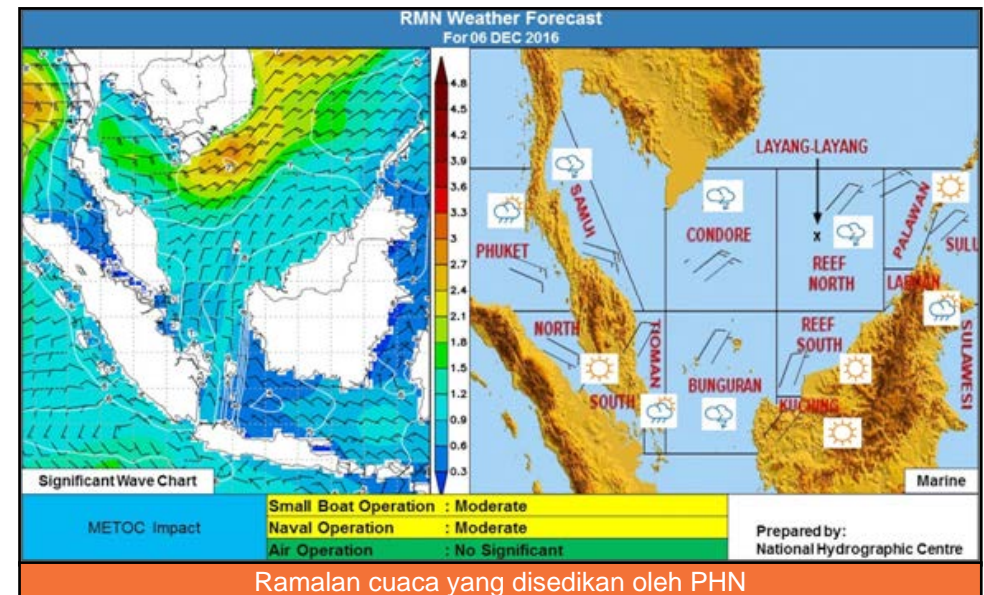 RMN Weather Forecast
For 06 DEC 2016
4.8
4.5
4.2
3.9
3.6
3.3
3
2.7
2.4
2.1
1.8
1.5
1.2
0.9
0.6
0.3
Significant Wave Chart
LAYANG-LAYANG
SAMUI
PHUKET
CONDORE
X
REEF
NORTH
PALAWAN
SULU
LABUAN
NORTH
TIOMAN
REEF
SOUTH
SULAWESI
SOUTH
BUNGURAN
KUCHING
Marine
METOC Impact
Small Boat Operation : Moderate
Naval Operation : Moderate
Air Operation : No Significant
Prepared by:
National Hydrographic Centre
Ramalan cuaca yang disedikan oleh PHN